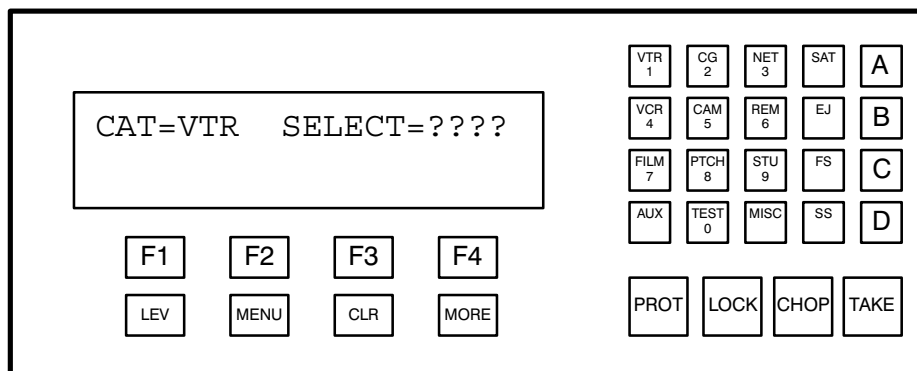 CAT=VTR SELECT=????
F1 F2 F3 F4
LEV MENU CLR MORE
VTR CG NET SAT A
1 2 3
VCR CAM REM EJ B
4 5 6
FILM PTCH STU FS C
7 8 9
AUX TEST MISC SS D
0
PROT LOCK CHOP TAKE